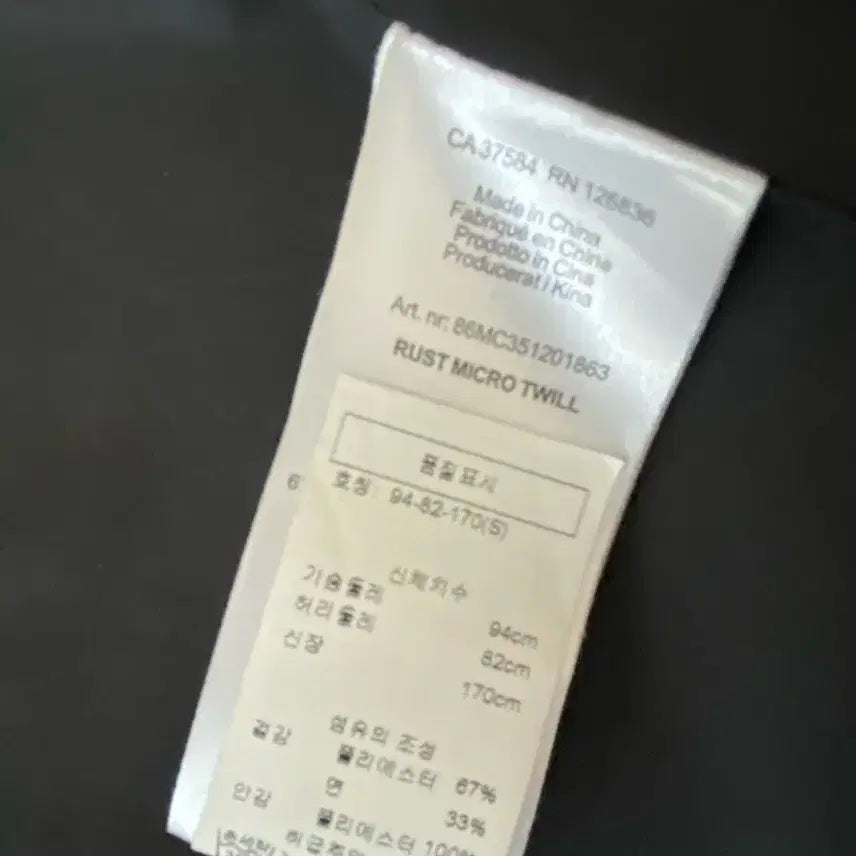 CA 37584 RN 126836
Made in China
Fabriqué en Chine
Prodotto in Cina
Producerat i Kina
Art. nr: 86MC351201863
RUST MICRO TWILL
품질표시
호칭: 94-82-170(S)
신체치수
가슴둘레 94cm
허리둘레 82cm
신장 170cm
섬유의 조성
겉감 폴리에스터 67%
면 33%
안감 폴리에스터 100%